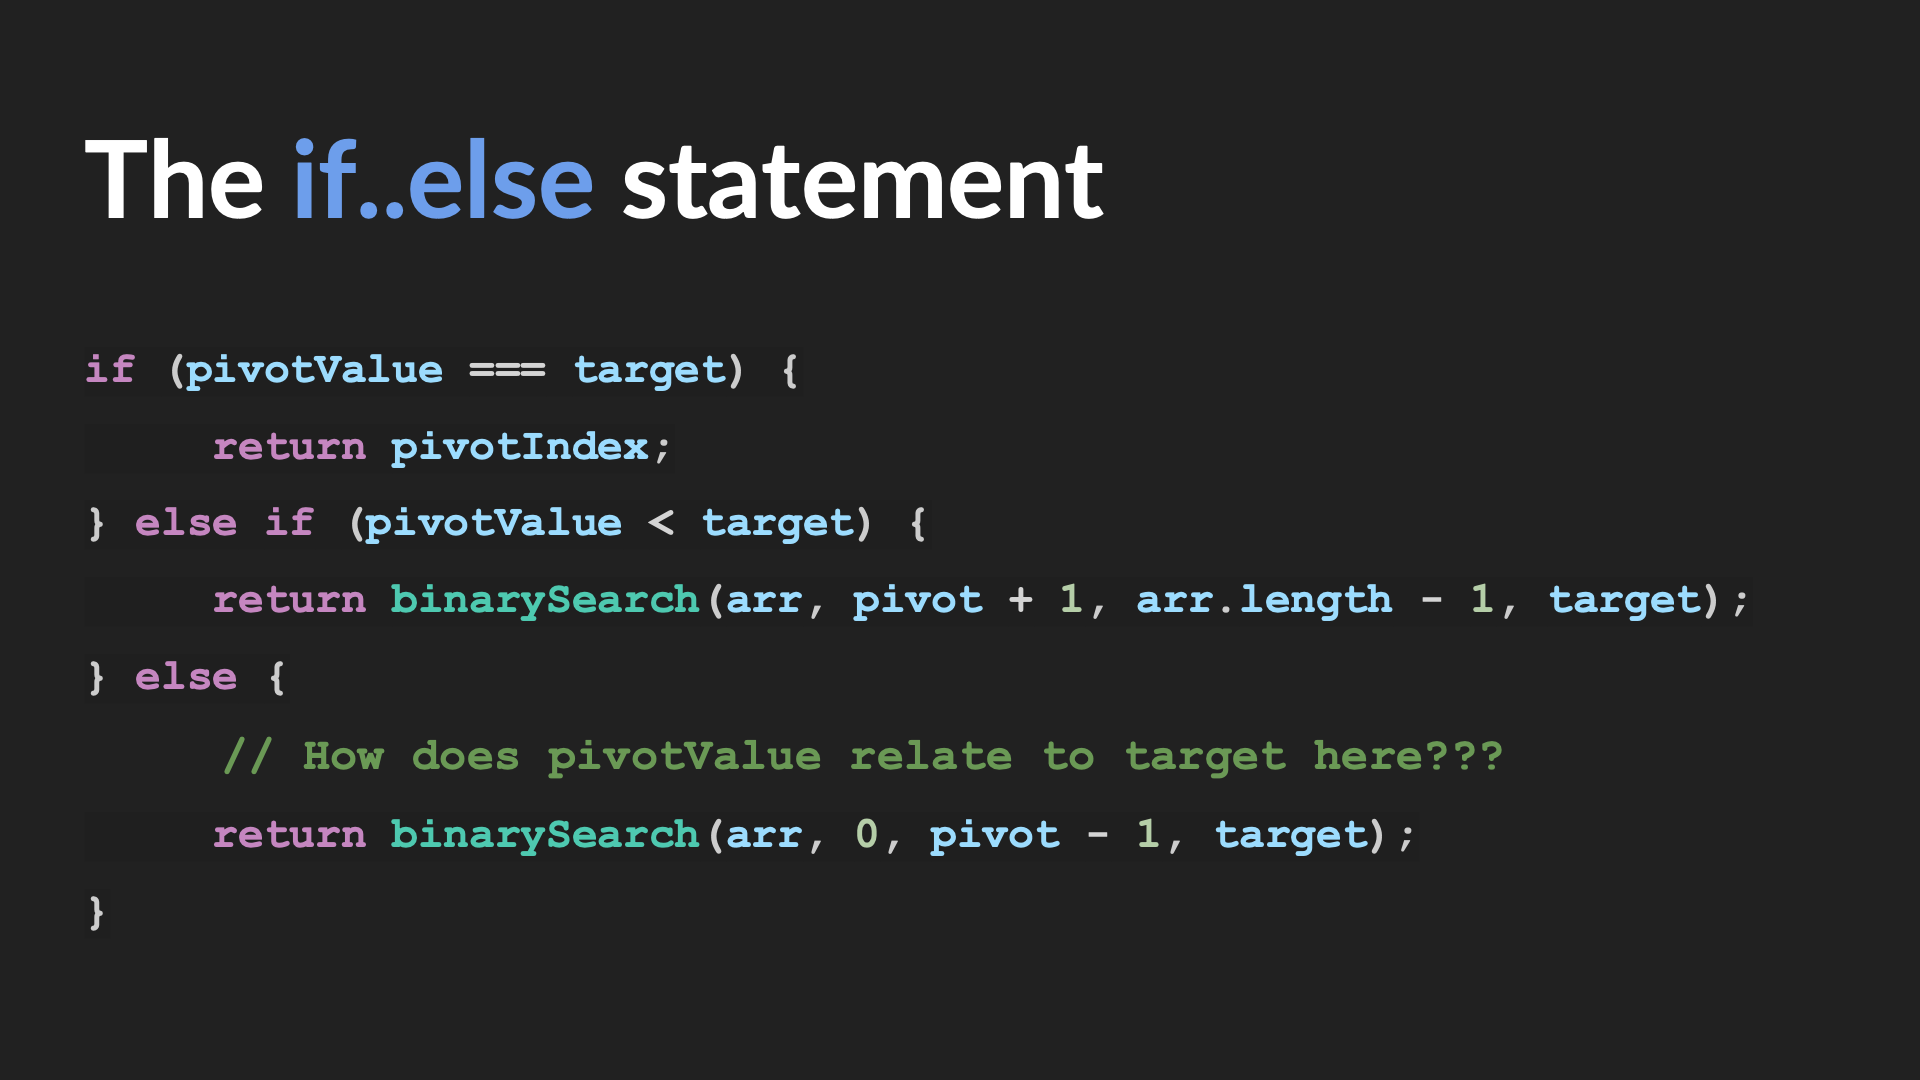 The if..else statement
if (pivotValue === target) {
     return pivotIndex;
} else if (pivotValue < target) {
     return binarySearch(arr, pivot + 1, arr.length - 1, target);
} else {
     // How does pivotValue relate to target here???
     return binarySearch(arr, 0, pivot - 1, target);
}